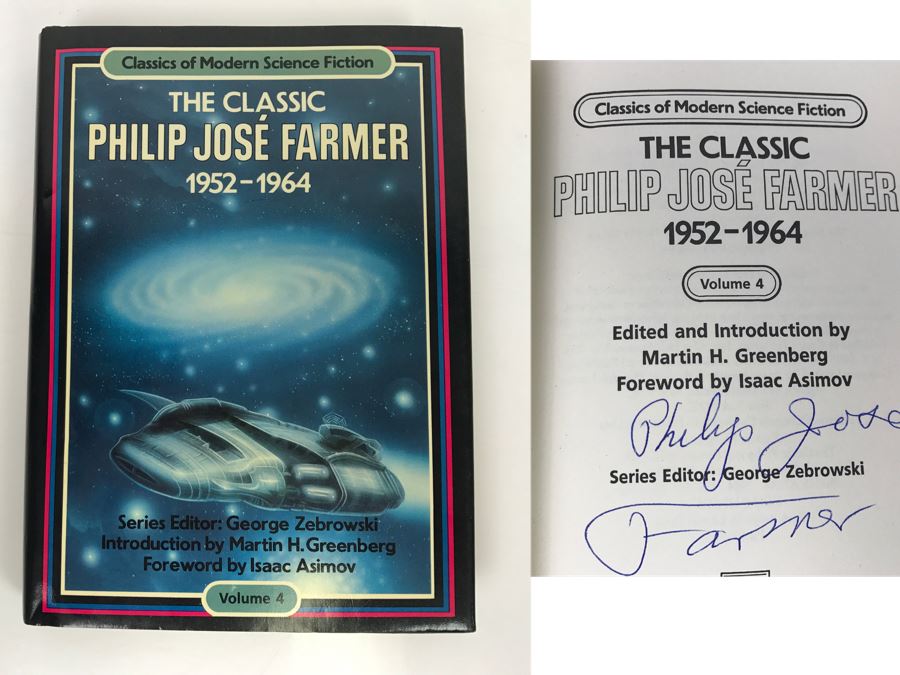 Classics of Modern Science Fiction
THE CLASSIC
PHILIP JOSÉ FARMER
1952-1964
Series Editor: George Zebrowski
Introduction by Martin H. Greenberg
Foreword by Isaac Asimov
Volume 4
Classics of Modern Science Fiction
THE CLASSIC
PHILIP JOSÉ FARMER
1952-1964
Volume 4
Edited and Introduction by
Martin H. Greenberg
Foreword by Isaac Asimov
Philip Jose
Series Editor: George Zebrowski
Farmer